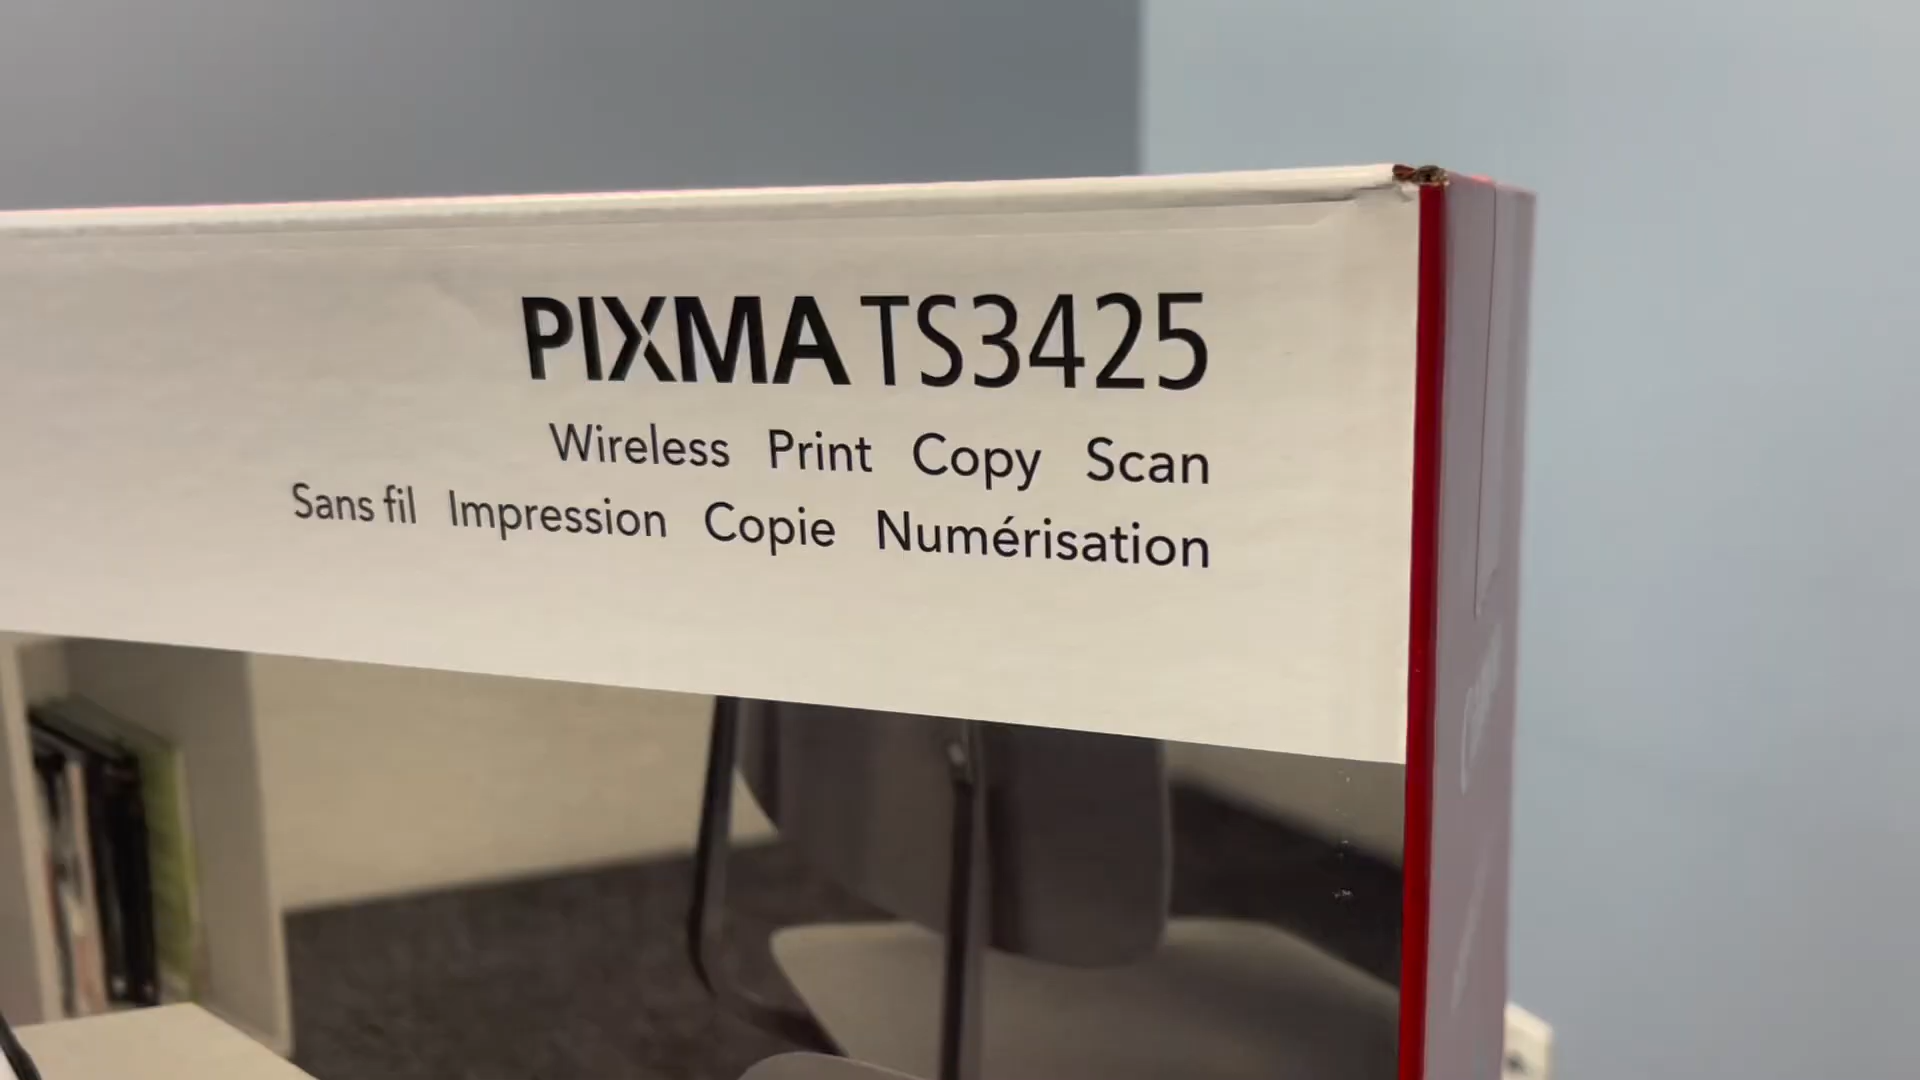 PIXMA TS3425
Wireless Print Copy Scan
Sans fil Impression Copie Numérisation